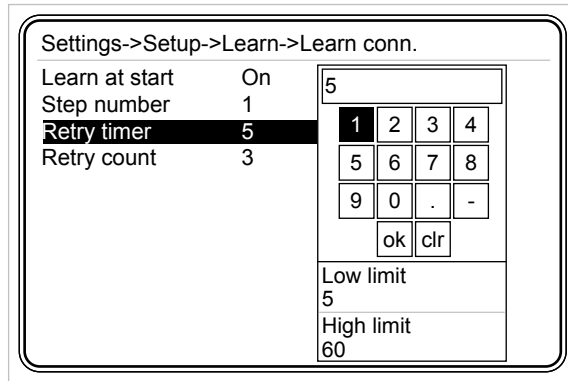 Settings->Setup->Learn->Learn conn.
Learn at start On
Step number 1
Retry timer 5
Retry count 3
5
1 2 3 4
5 6 7 8
9 0 . -
ok clr
Low limit
5
High limit
60